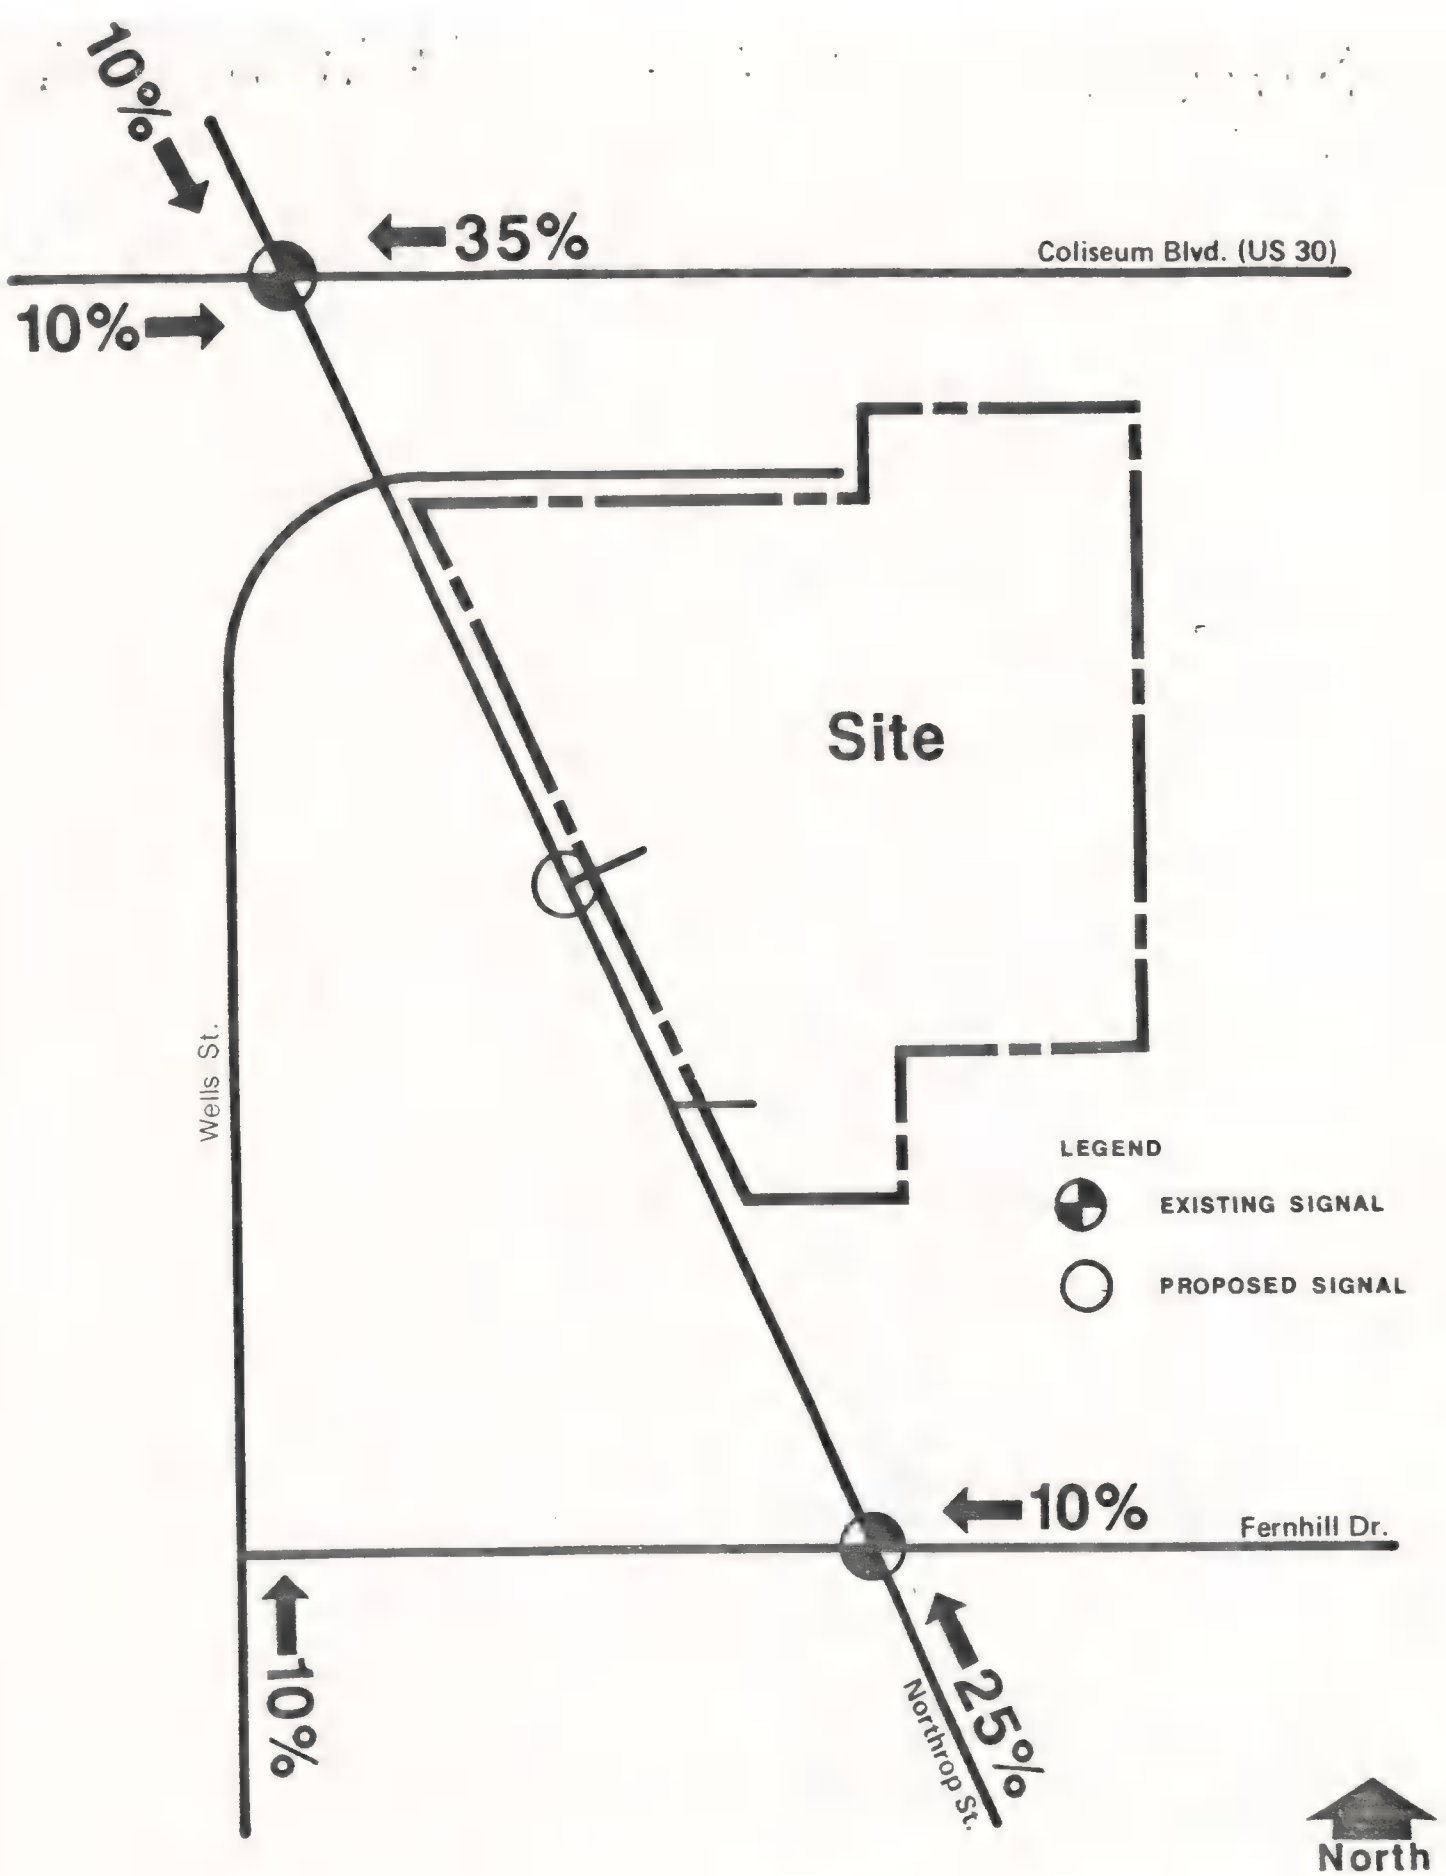 10%
35%
Coliseum Blvd. (US 30)
10%
Site
Wells St.
LEGEND
EXISTING SIGNAL
PROPOSED SIGNAL
10%
Fernhill Dr.
10%
25%
Northrop St.
North